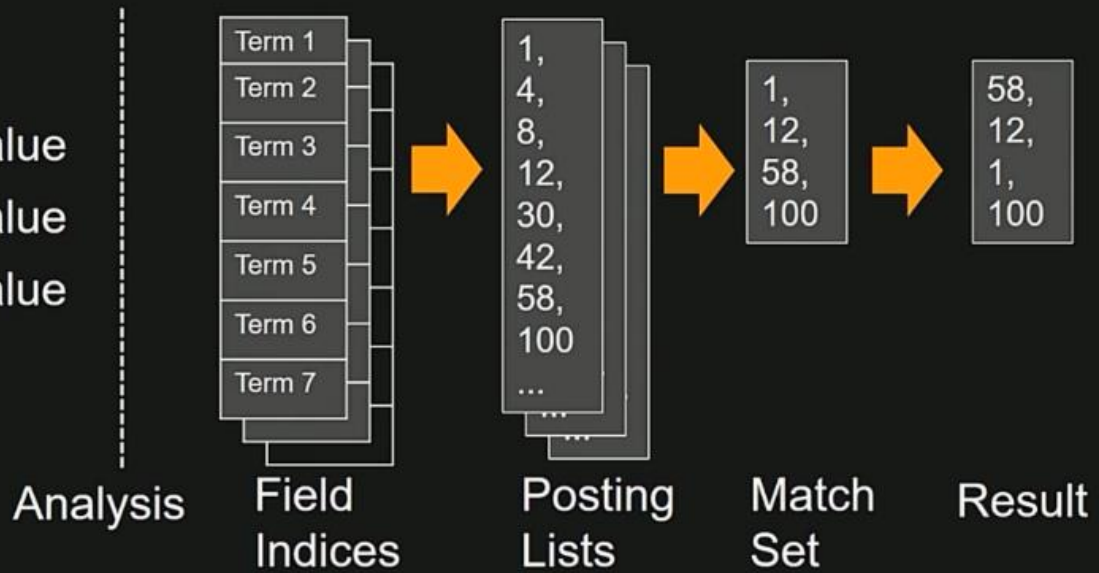 alue
alue
alue
Term 1
Term 2
Term 3
Term 4
Term 5
Term 6
Term 7
1,
4,
8,
12,
30,
42,
58,
100
...
...
...
1,
12,
58,
100
58,
12,
1,
100
Analysis
Field
Indices
Posting
Lists
Match
Set
Result